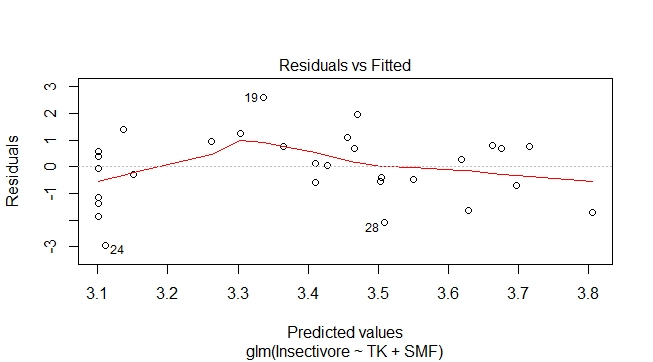 Residuals vs Fitted
Residuals
3
2
1
0
-1
-3
19
28
24
3.1 3.2 3.3 3.4 3.5 3.6 3.7 3.8
Predicted values
glm(Insectivore ~ TK + SMF)